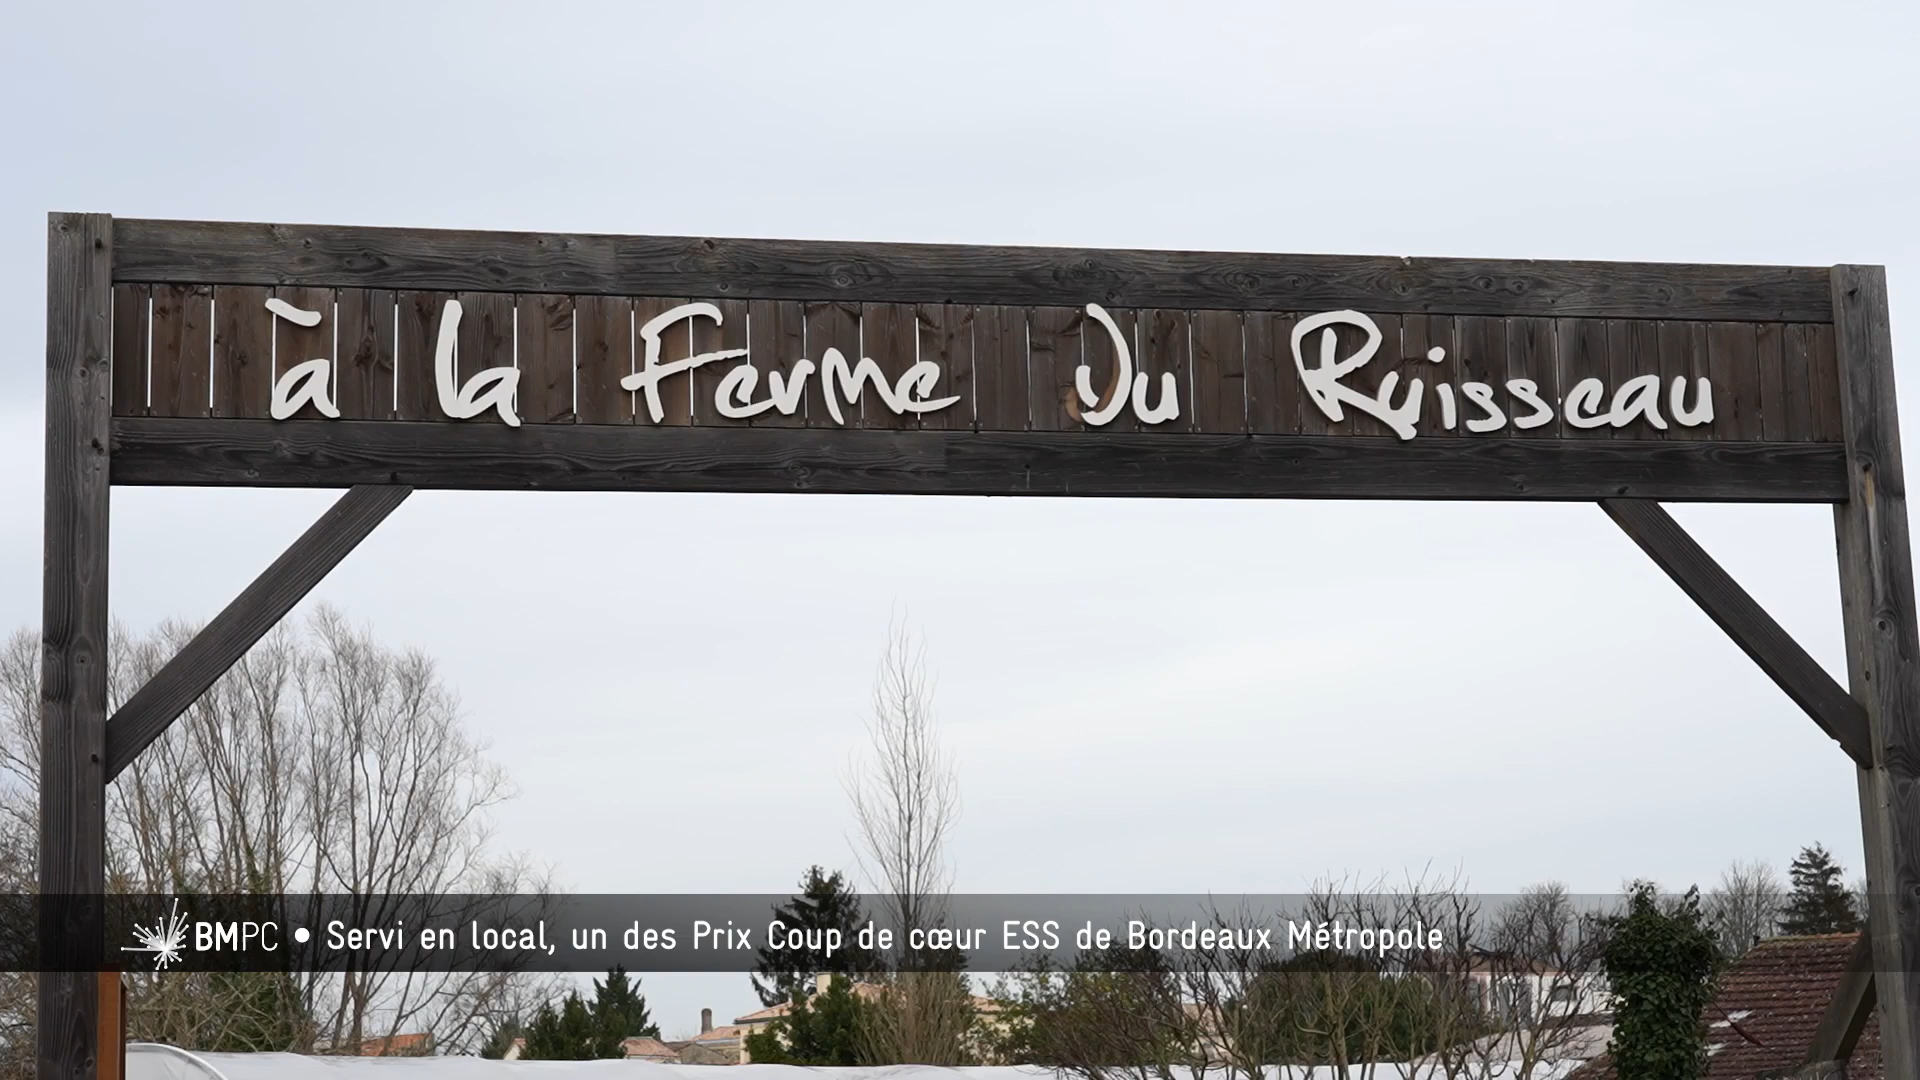 à la Ferme Du Ruisseau
BMPC • Servi en local, un des Prix Coup de cœur ESS de Bordeaux Métropole